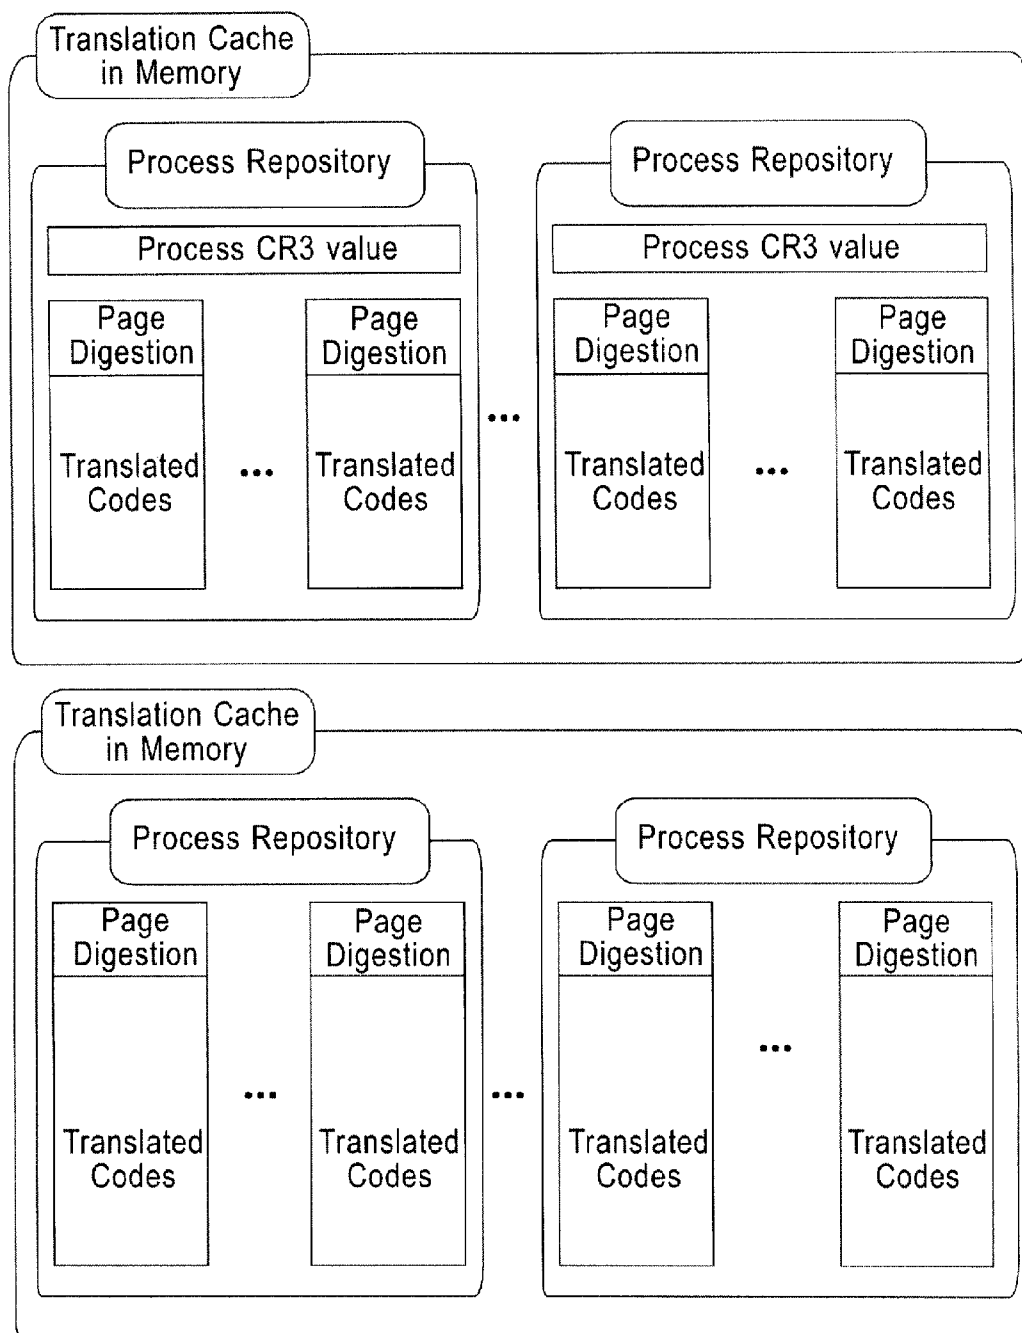 Translation Cache
in Memory
Process Repository
Process Repository
Process CR3 value
Process CR3 value
Page
Digestion
Page
Digestion
Page
Digestion
Page
Digestion
...
Translated
Codes
...
Translated
Codes
Translated
Codes
...
Translated
Codes
Translation Cache
in Memory
Process Repository
Process Repository
Page
Digestion
Page
Digestion
Page
Digestion
Page
Digestion
...
...
...
Translated
Codes
Translated
Codes
Translated
Codes
Translated
Codes